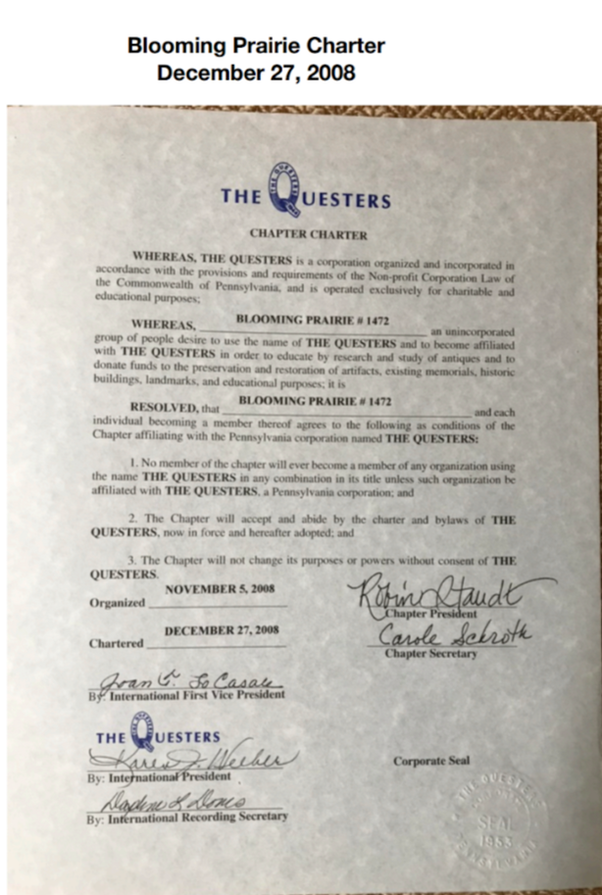 Blooming Prairie Charter
December 27, 2008
THE QUESTERS
CHAPTER CHARTER
WHEREAS, THE QUESTERS is a corporation organized and incorporated in
accordance with the provisions and requirements of the Non-profit Corporation Law of
the Commonwealth of Pennsylvania, and is operated exclusively for charitable and
educational purposes;
WHEREAS, BLOOMING PRAIRIE # 1472 an unincorporated
group of people desire to use the name of THE QUESTERS and to become affiliated
with THE QUESTERS in order to educate by research and study of antiques and to
donate funds to the preservation and restoration of artifacts, existing memorials, historic
buildings, landmarks, and educational purposes; it is
RESOLVED, that BLOOMING PRAIRIE # 1472 and each
individual becoming a member thereof agrees to the following as conditions of the
Chapter affiliating with the Pennsylvania corporation named THE QUESTERS:
1. No member of the chapter will ever become a member of any organization using
the name THE QUESTERS in any combination in its title unless such organization be
affiliated with THE QUESTERS, a Pennsylvania corporation; and
2. The Chapter will accept and abide by the charter and bylaws of THE
QUESTERS, now in force and hereafter adopted; and
3. The Chapter will not change its purposes or powers without consent of THE
QUESTERS.
Organized NOVEMBER 5, 2008
Robin Staudt
Chapter President
Chartered DECEMBER 27, 2008
Carole Schroth
Chapter Secretary
Joan
By: International First Vice President
THE QUESTERS
Karen
By: International President
Corporate Seal
By: International Recording Secretary
THE QUESTERS
SEAL
1953
PENNSYLVANIA